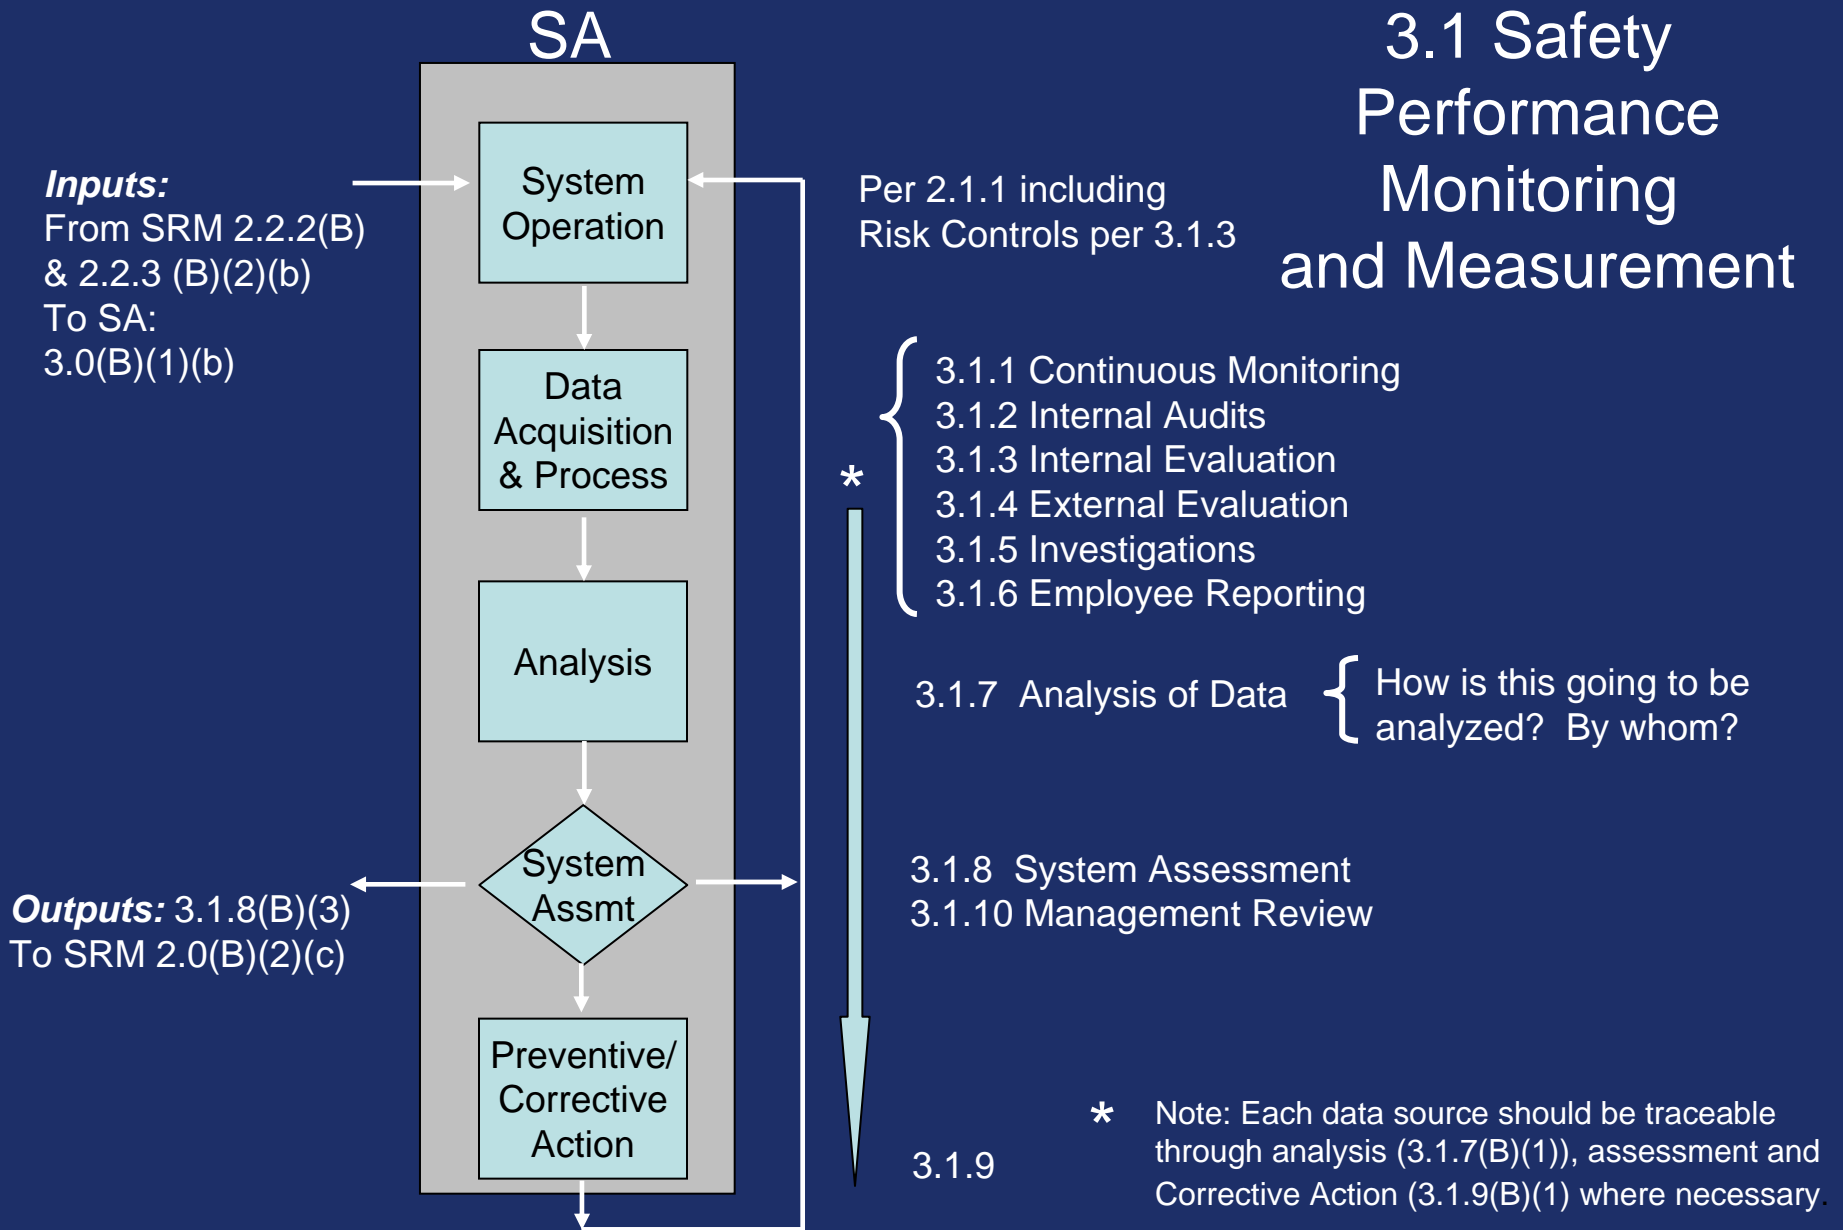 SA
3.1 Safety
Performance
Monitoring
and Measurement
Inputs:
From SRM 2.2.2(B)
& 2.2.3 (B)(2)(b)
To SA:
3.0(B)(1)(b)
System
Operation
Per 2.1.1 including
Risk Controls per 3.1.3
Data
Acquisition
& Process
*
3.1.1 Continuous Monitoring
3.1.2 Internal Audits
3.1.3 Internal Evaluation
3.1.4 External Evaluation
3.1.5 Investigations
3.1.6 Employee Reporting
Analysis
3.1.7 Analysis of Data
How is this going to be
analyzed? By whom?
System
Assmt
3.1.8 System Assessment
3.1.10 Management Review
Outputs: 3.1.8(B)(3)
To SRM 2.0(B)(2)(c)
Preventive/
Corrective
Action
3.1.9
* Note: Each data source should be traceable
through analysis (3.1.7(B)(1)), assessment and
Corrective Action (3.1.9(B)(1) where necessary.